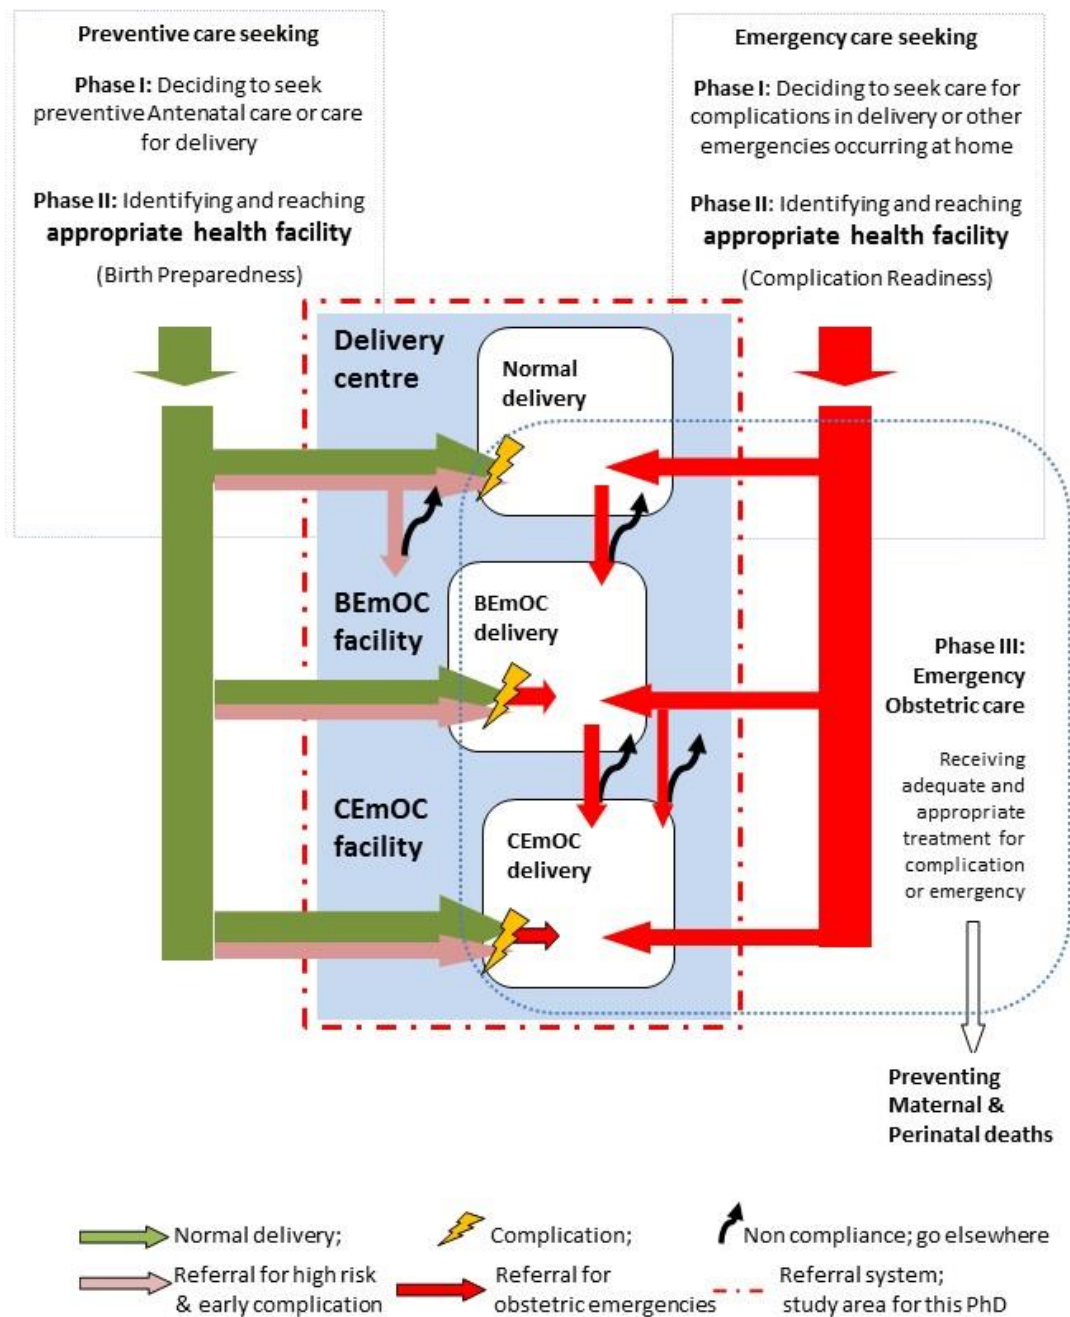 Preventive care seeking
Phase I: Deciding to seek
preventive Antenatal care or care
for delivery
Phase II: Identifying and reaching
appropriate health facility
(Birth Preparedness)
Emergency care seeking
Phase I: Deciding to seek care for
complications in delivery or other
emergencies occurring at home
Phase II: Identifying and reaching
appropriate health facility
(Complication Readiness)
Delivery
centre
Normal
delivery
BEmOC
facility
BEmOC
delivery
CEmOC
facility
CEmOC
delivery
Phase III:
Emergency
Obstetric care
Receiving
adequate and
appropriate
treatment for
complication
or emergency
Preventing
Maternal &
Perinatal deaths
Normal delivery;
Complication;
Non compliance; go elsewhere
Referral for high risk
& early complication
Referral for
obstetric emergencies
Referral system;
study area for this PhD